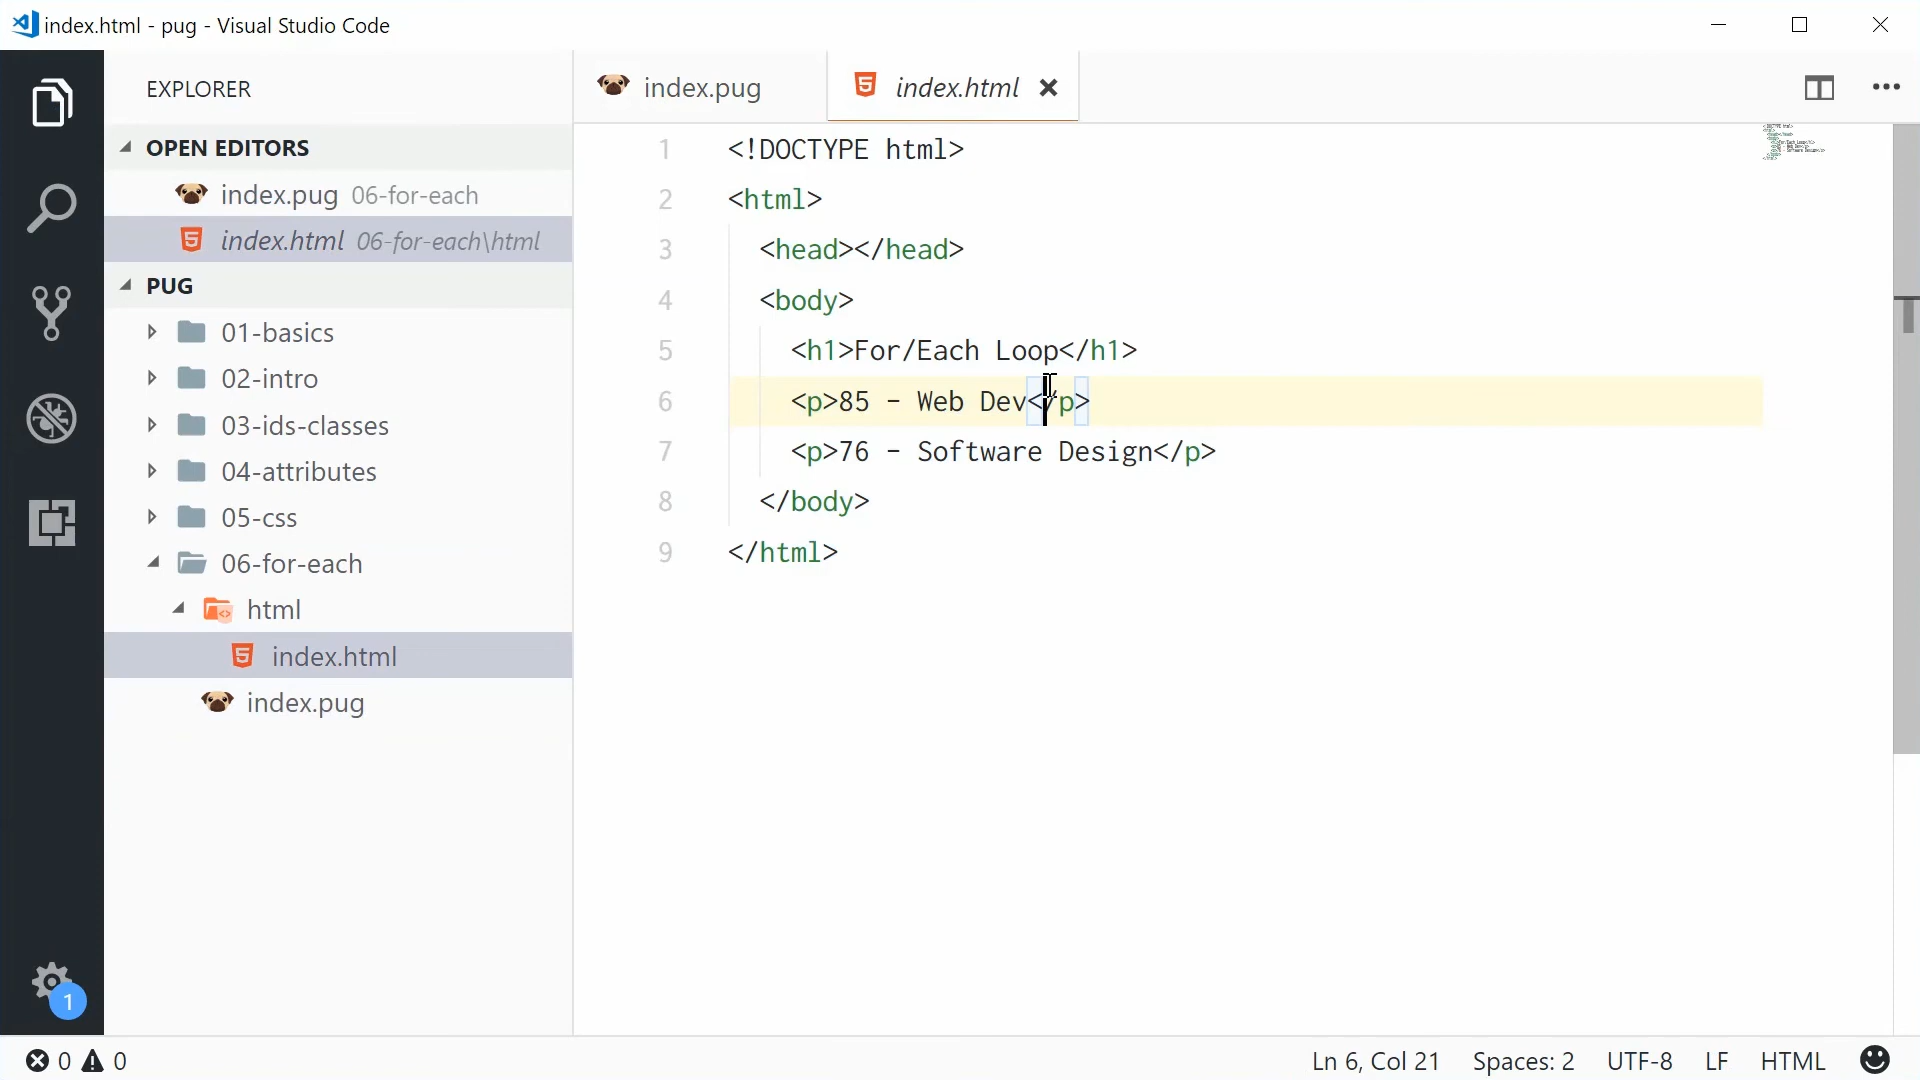 index.html - pug - Visual Studio Code
EXPLORER
OPEN EDITORS
index.pug 06-for-each
index.html 06-for-each\html
PUG
01-basics
02-intro
03-ids-classes
04-attributes
05-css
06-for-each
html
index.html
index.pug
1
index.pug
index.html
1 <!DOCTYPE html>
2 <html>
3 <head></head>
4 <body>
5 <h1>For/Each Loop</h1>
6 <p>85 - Web Dev</p>
7 <p>76 - Software Design</p>
8 </body>
9 </html>
0 0
Ln 6, Col 21 Spaces: 2 UTF-8 LF HTML